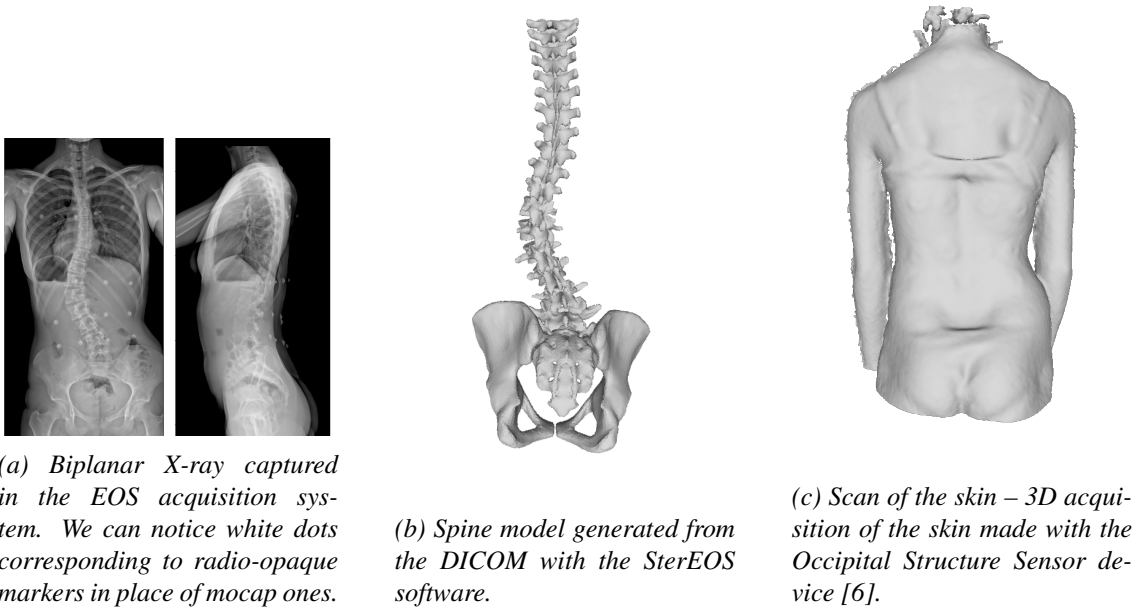 (a) Biplanar X-ray captured
in the EOS acquisition sys-
tem. We can notice white dots
corresponding to radio-opaque
markers in place of mocap ones.
(b) Spine model generated from
the DICOM with the SterEOS
software.
(c) Scan of the skin – 3D acqui-
sition of the skin made with the
Occipital Structure Sensor de-
vice [6].